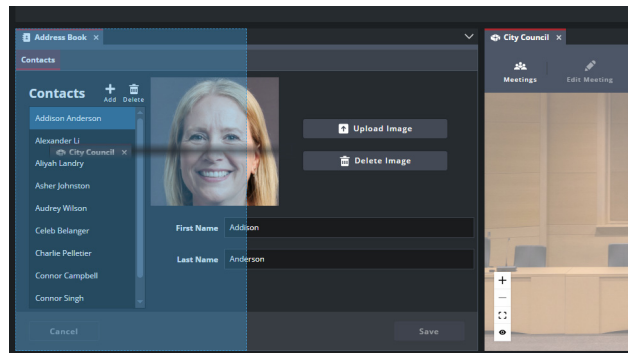 Address Book ×
City Council ×
Contacts
Meetings
Edit Meeting
Contacts
Add
Delete
Addison Anderson
Alexander Li
City Council ×
Aliyah Landry
Asher Johnston
Audrey Wilson
Celeb Belanger
Charlie Pelletier
Connor Campbell
Connor Singh
Upload Image
Delete Image
First Name Addison
Last Name Anderson
Cancel
Save